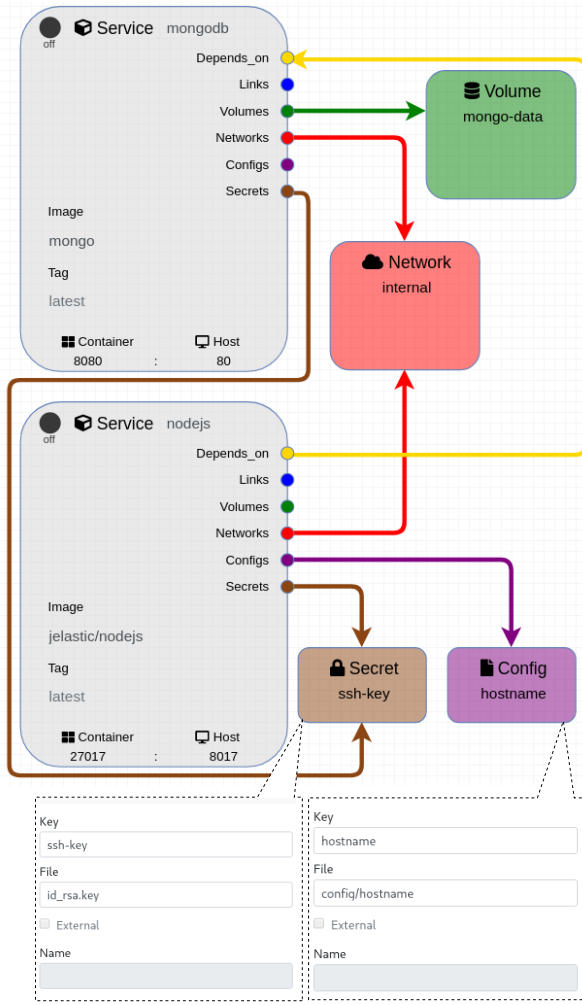 Service mongodb
off
Depends_on
Links
Volumes
Networks
Configs
Secrets
Image
mongo
Tag
latest
Container Host
8080 : 80
Volume
mongo-data
Network
internal
Service nodejs
off
Depends_on
Links
Volumes
Networks
Configs
Secrets
Image
jelastic/nodejs
Tag
latest
Container Host
27017 : 8017
Secret
ssh-key
Config
hostname
Key
ssh-key
File
id_rsa.key
External
Name
Key
hostname
File
config/hostname
External
Name